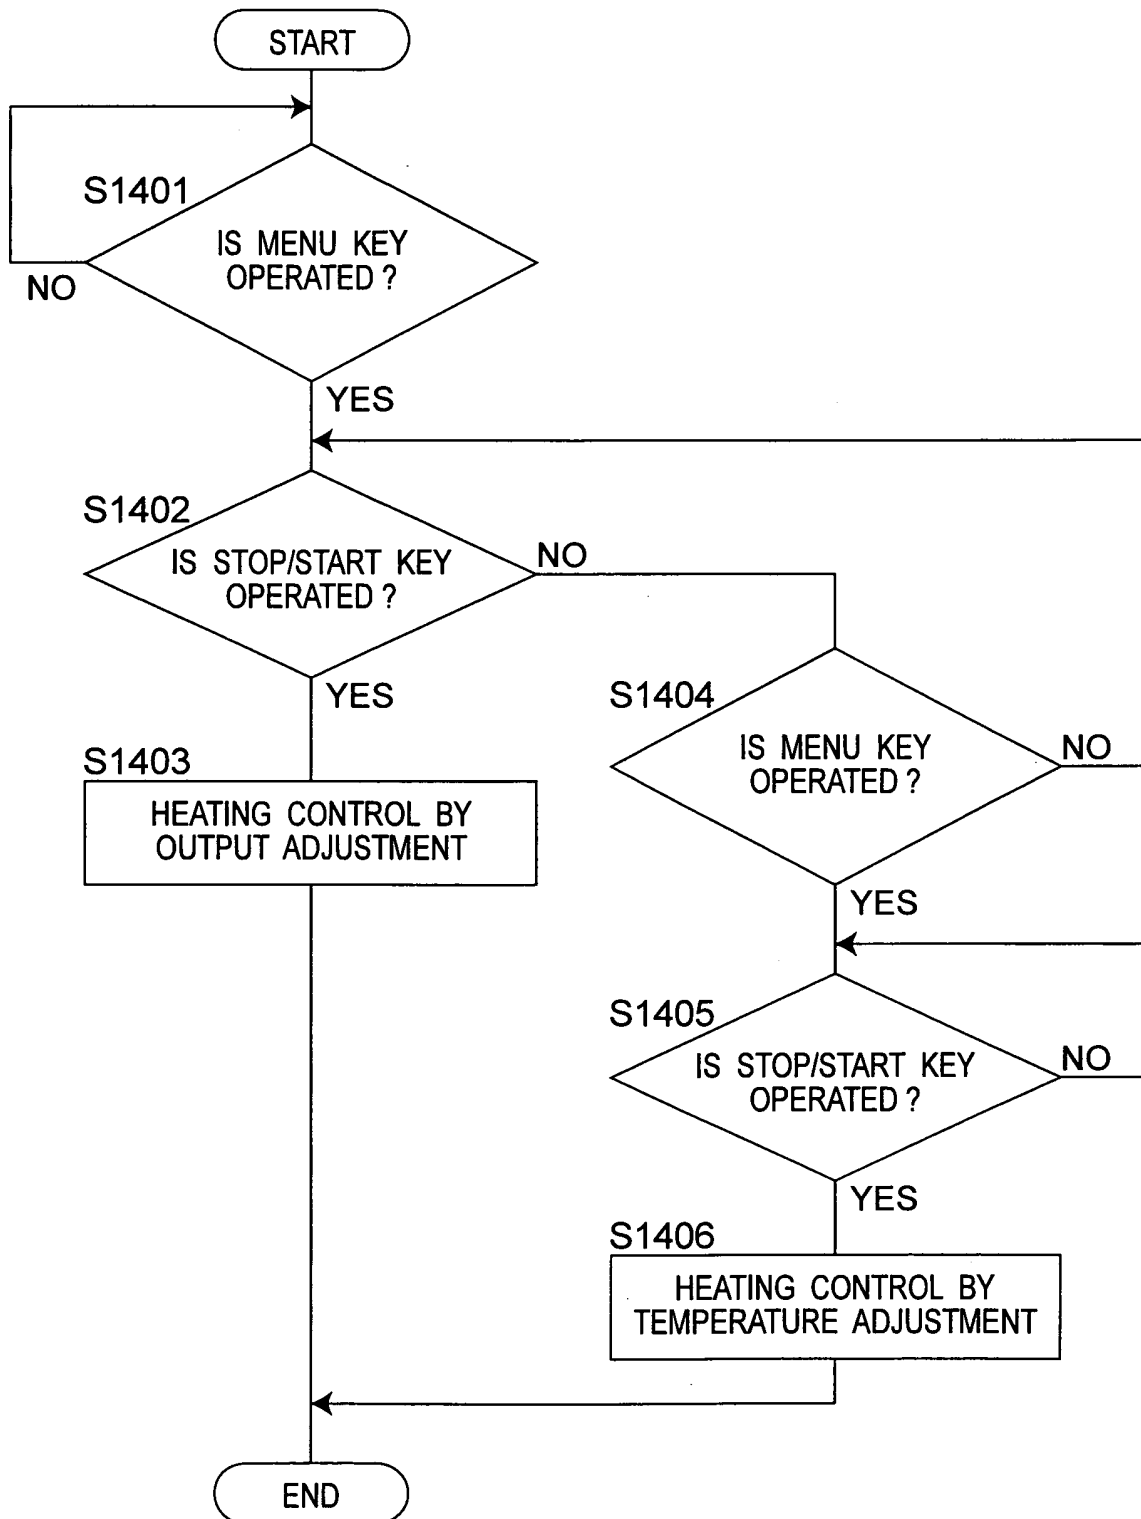 START
S1401
IS MENU KEY
OPERATED ?
NO
YES
S1402
IS STOP/START KEY
OPERATED ?
NO
YES
S1403
HEATING CONTROL BY
OUTPUT ADJUSTMENT
S1404
IS MENU KEY
OPERATED ?
NO
YES
S1405
IS STOP/START KEY
OPERATED ?
NO
YES
S1406
HEATING CONTROL BY
TEMPERATURE ADJUSTMENT
END